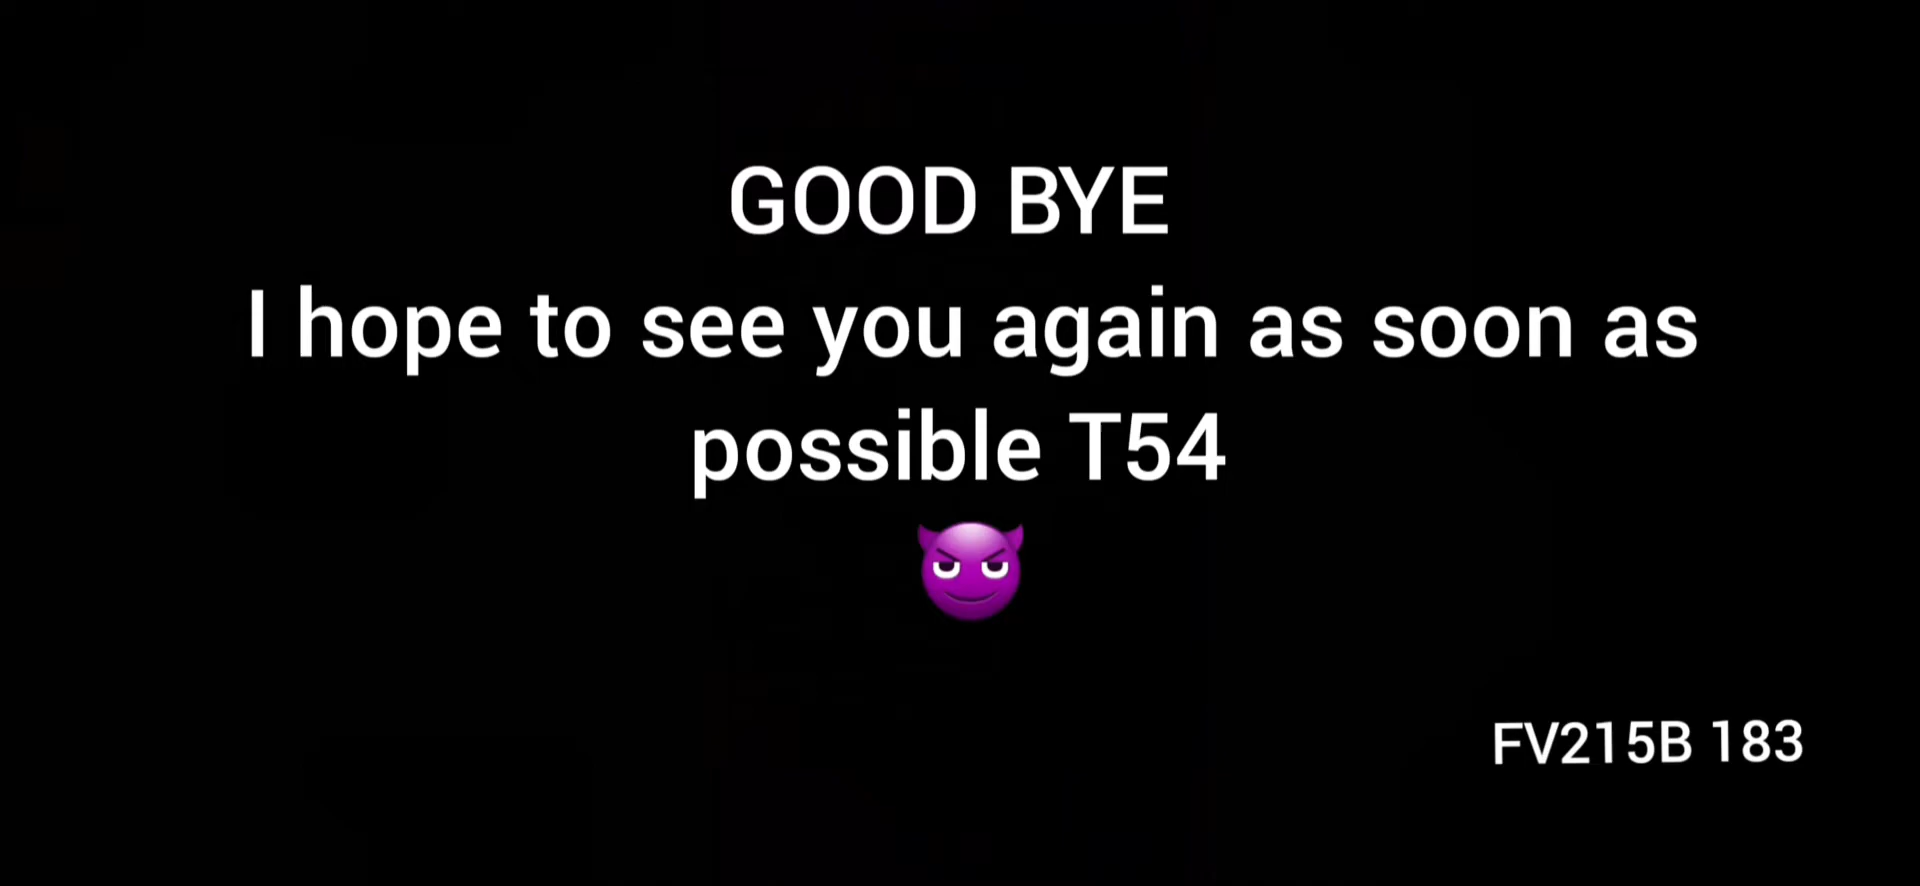 GOOD BYE
I hope to see you again as soon as
possible T54
😈
FV215B 183